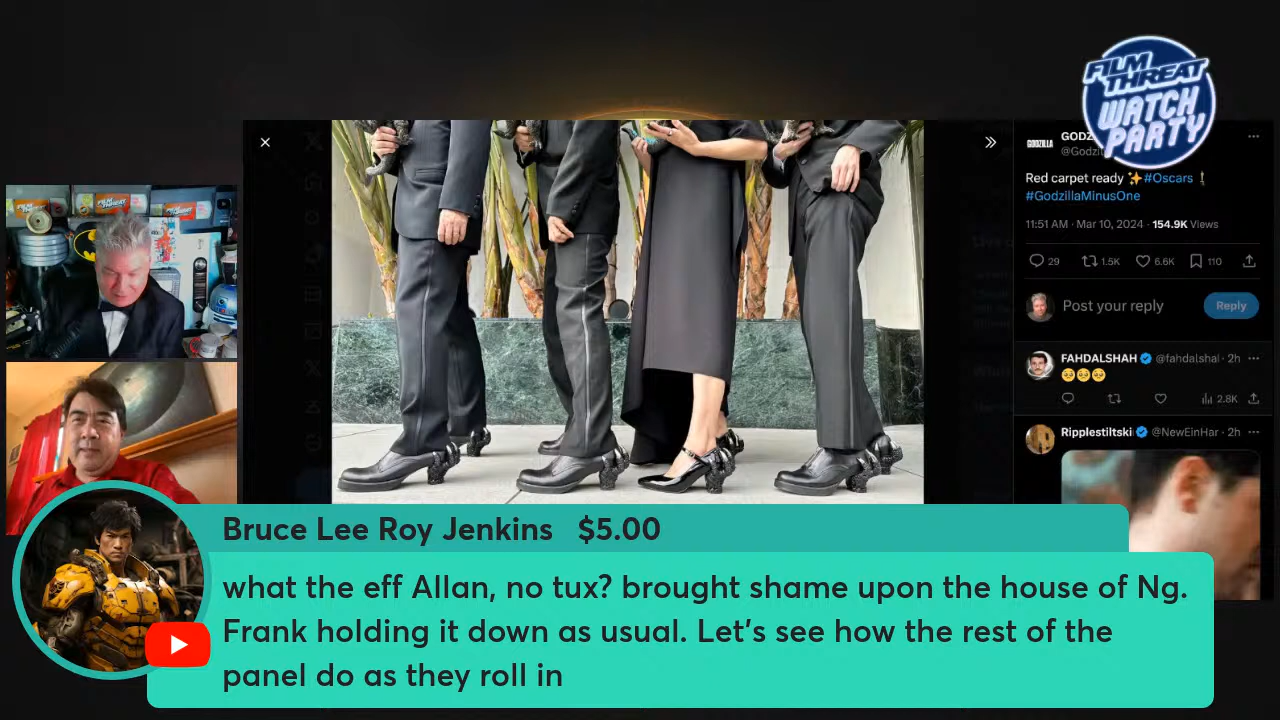 FILM
THREAT
WATCH
PARTY
GODZILLA
Red carpet ready ✨#Oscars
#GodzillaMinusOne
11:51 AM · Mar 10, 2024 · 154.9K Views
29 1.5K 6.6K 110
Post your reply Reply
FAHDALSHAH @fahdalshal · 2h
🥺🥺🥺
2.8K
Ripplestiltski @NewEinHar · 2h
Bruce Lee Roy Jenkins $5.00
what the eff Allan, no tux? brought shame upon the house of Ng.
Frank holding it down as usual. Let's see how the rest of the
panel do as they roll in